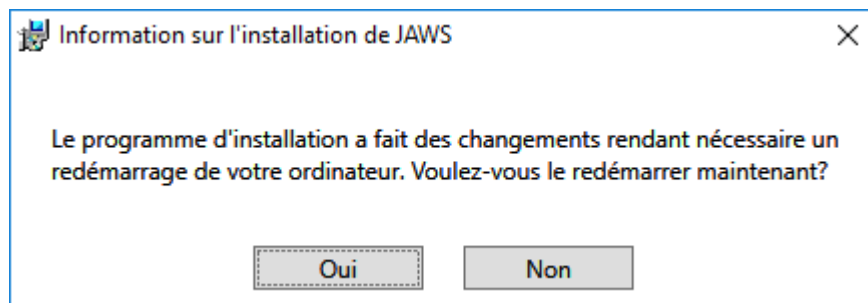 Information sur l'installation de JAWS
Le programme d'installation a fait des changements rendant nécessaire un
redémarrage de votre ordinateur. Voulez-vous le redémarrer maintenant?
Oui
Non